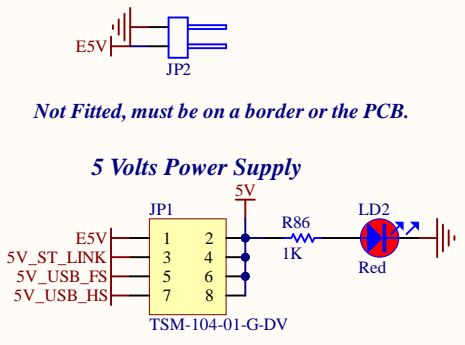 E5V
JP2
Not Fitted, must be on a border or the PCB.
5 Volts Power Supply
5V
JP1
R86
LD2
E5V 1 2
1K
5V_ST_LINK 3 4
Red
5V_USB_FS 5 6
5V_USB_HS 7 8
TSM-104-01-G-DV